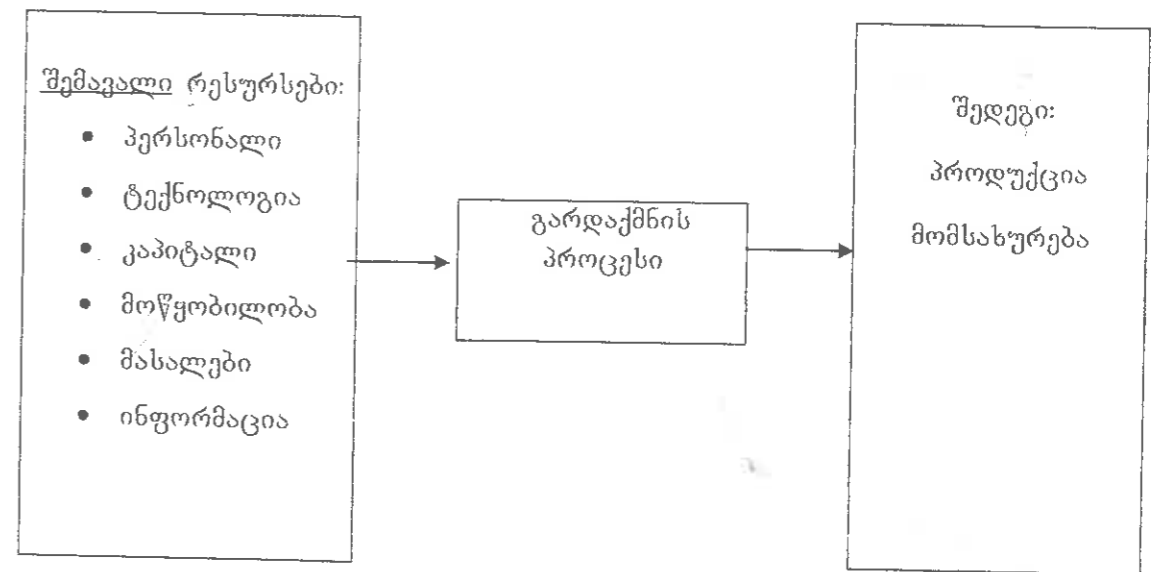 შემავალი რესურსები:
• პერსონალი
• ტექნოლოგია
• კაპიტალი
• მოწყობილობა
• მასალები
• ინფორმაცია
გარდაქმნის
პროცესი
შედეგი:
პროდუქცია
მომსახურება